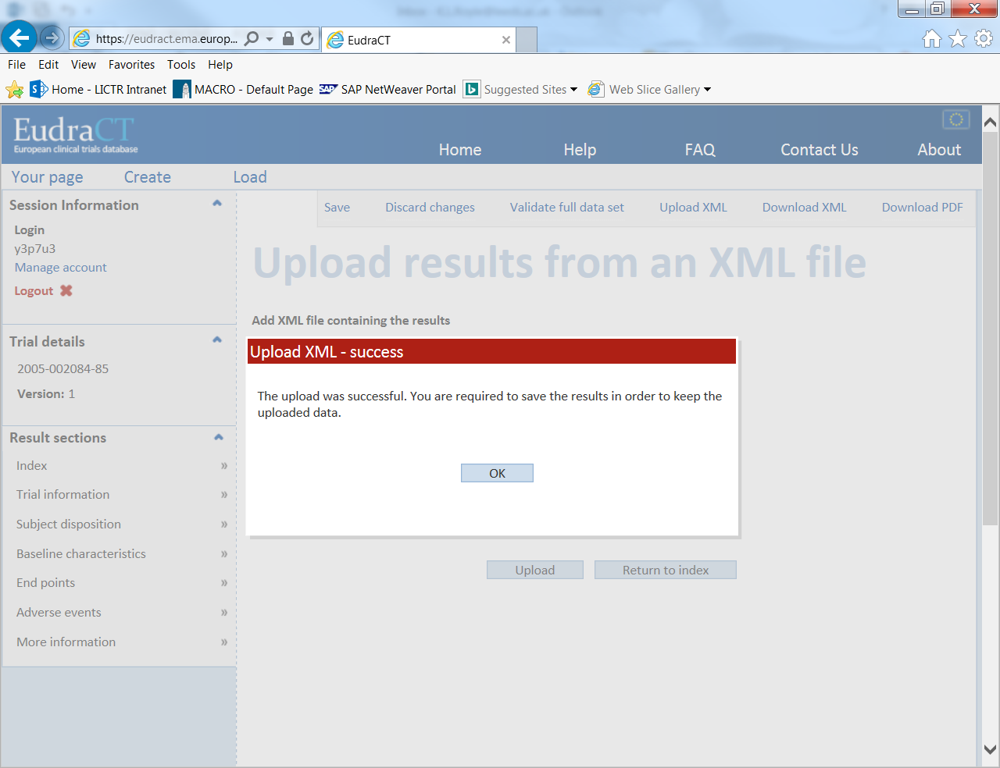 https://eudract.ema.europ...
EudraCT
File Edit View Favorites Tools Help
Home - LICTR Intranet MACRO - Default Page SAP SAP NetWeaver Portal Suggested Sites Web Slice Gallery
EudraCT
European clinical trials database
Home Help FAQ Contact Us About
Your page Create Load
Session Information
Login
y3p7u3
Manage account
Logout
Trial details
2005-002084-85
Version: 1
Result sections
Index »
Trial information »
Subject disposition »
Baseline characteristics »
End points »
Adverse events »
More information »
Save Discard changes Validate full data set Upload XML Download XML Download PDF
Upload results from an XML file
Add XML file containing the results
Upload XML - success
The upload was successful. You are required to save the results in order to keep the
uploaded data.
OK
Upload Return to index